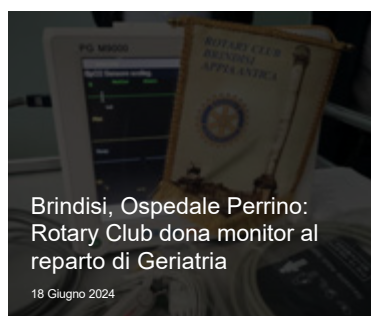 PG M9000
ROTARY CLUB
BRINDISI
APPIA ANTICA
Brindisi, Ospedale Perrino:
Rotary Club dona monitor al
reparto di Geriatria
18 Giugno 2024